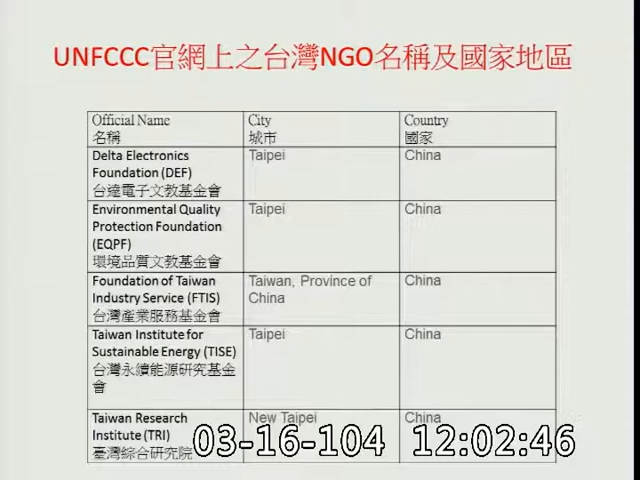 UNFCCC官網上之台灣NGO名稱及國家地區
Official Name
名稱
City
城市
Country
國家
Delta Electronics
Foundation (DEF)
台達電子文教基金會
Taipei
China
Environmental Quality
Protection Foundation
(EQPF)
環境品質文教基金會
Taipei
China
Foundation of Taiwan
Industry Service (FTIS)
台灣產業服務基金會
Taiwan, Province of
China
China
Taiwan Institute for
Sustainable Energy (TISE)
台灣永續能源研究基金
會
Taipei
China
Taiwan Research
Institute (TRI)
臺灣綜合研究院
New Taipei
China
03-16-104 12:02:46